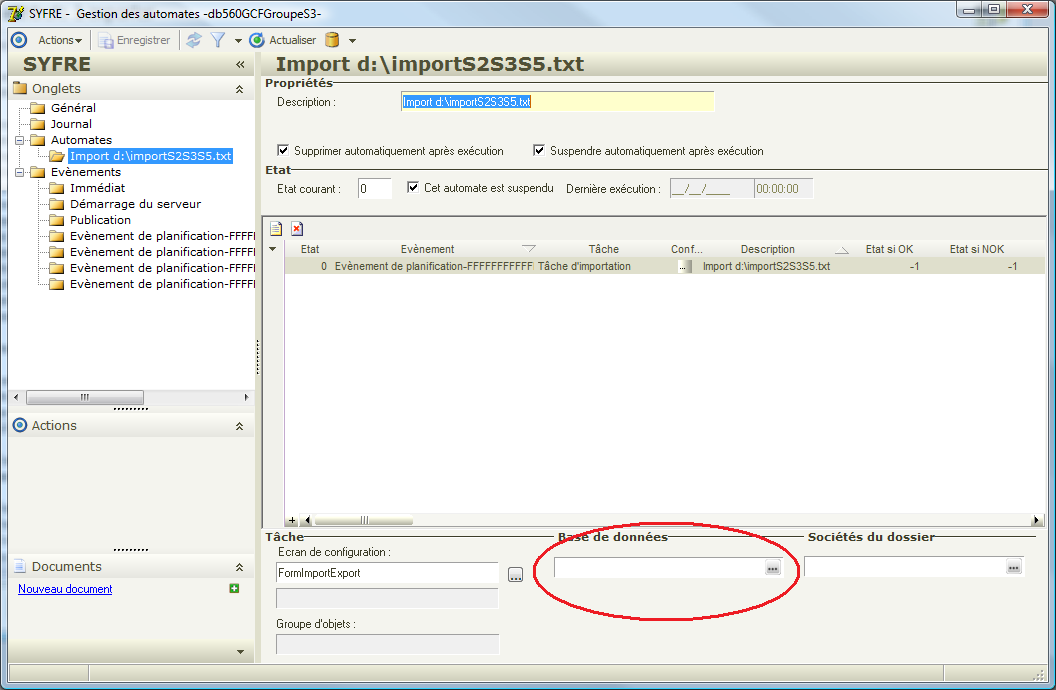 SYFRE - Gestion des automates -db560GCFGroupeS3-
Actions Enregistrer Actualiser
SYFRE
Onglets
Général
Journal
Automates
Import d:\importS2S3S5.txt
Evènements
Immédiat
Démarrage du serveur
Publication
Evènement de planification-FFFF
Evènement de planification-FFFF
Evènement de planification-FFFF
Evènement de planification-FFFF
Actions
Documents
Nouveau document
Import d:\importS2S3S5.txt
Propriétés
Description : Import d:\importS2S3S5.txt
Supprimer automatiquement après exécution Suspendre automatiquement après exécution
Etat
Etat courant : 0 Cet automate est suspendu Dernière exécution : __/__/____ 00:00:00
Etat Evènement Tâche Conf... Description Etat si OK Etat si NOK
0 Evènement de planification-FFFFFFFFFFF Tâche d'importation ... Import d:\importS2S3S5.txt -1 -1
Tâche Base de données Sociétés du dossier
Ecran de configuration :
FormImportExport
Groupe d'objets :